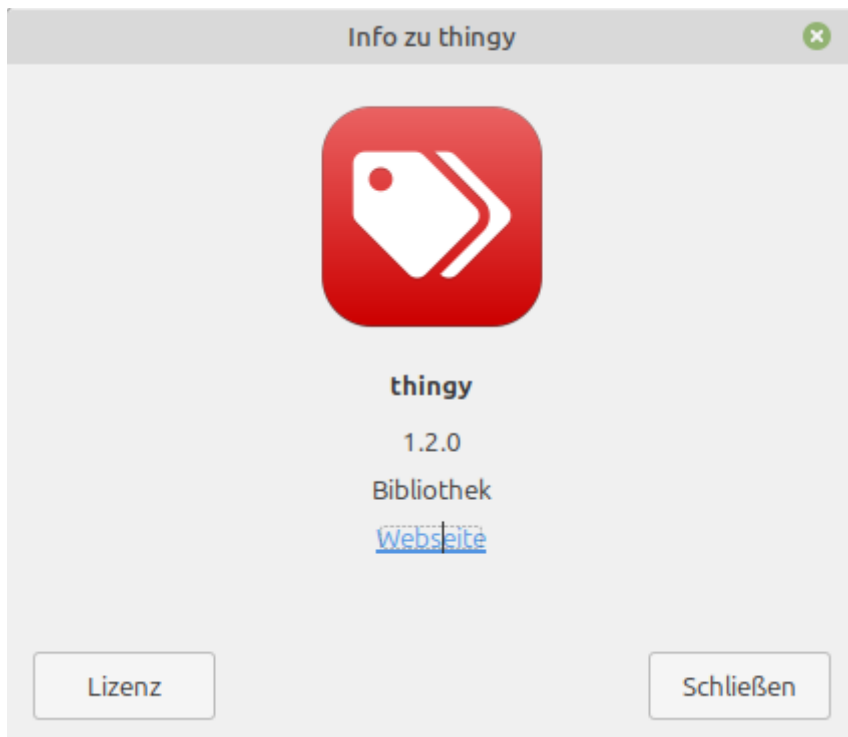 Info zu thingy
thingy
1.2.0
Bibliothek
Webseite
Lizenz
Schließen